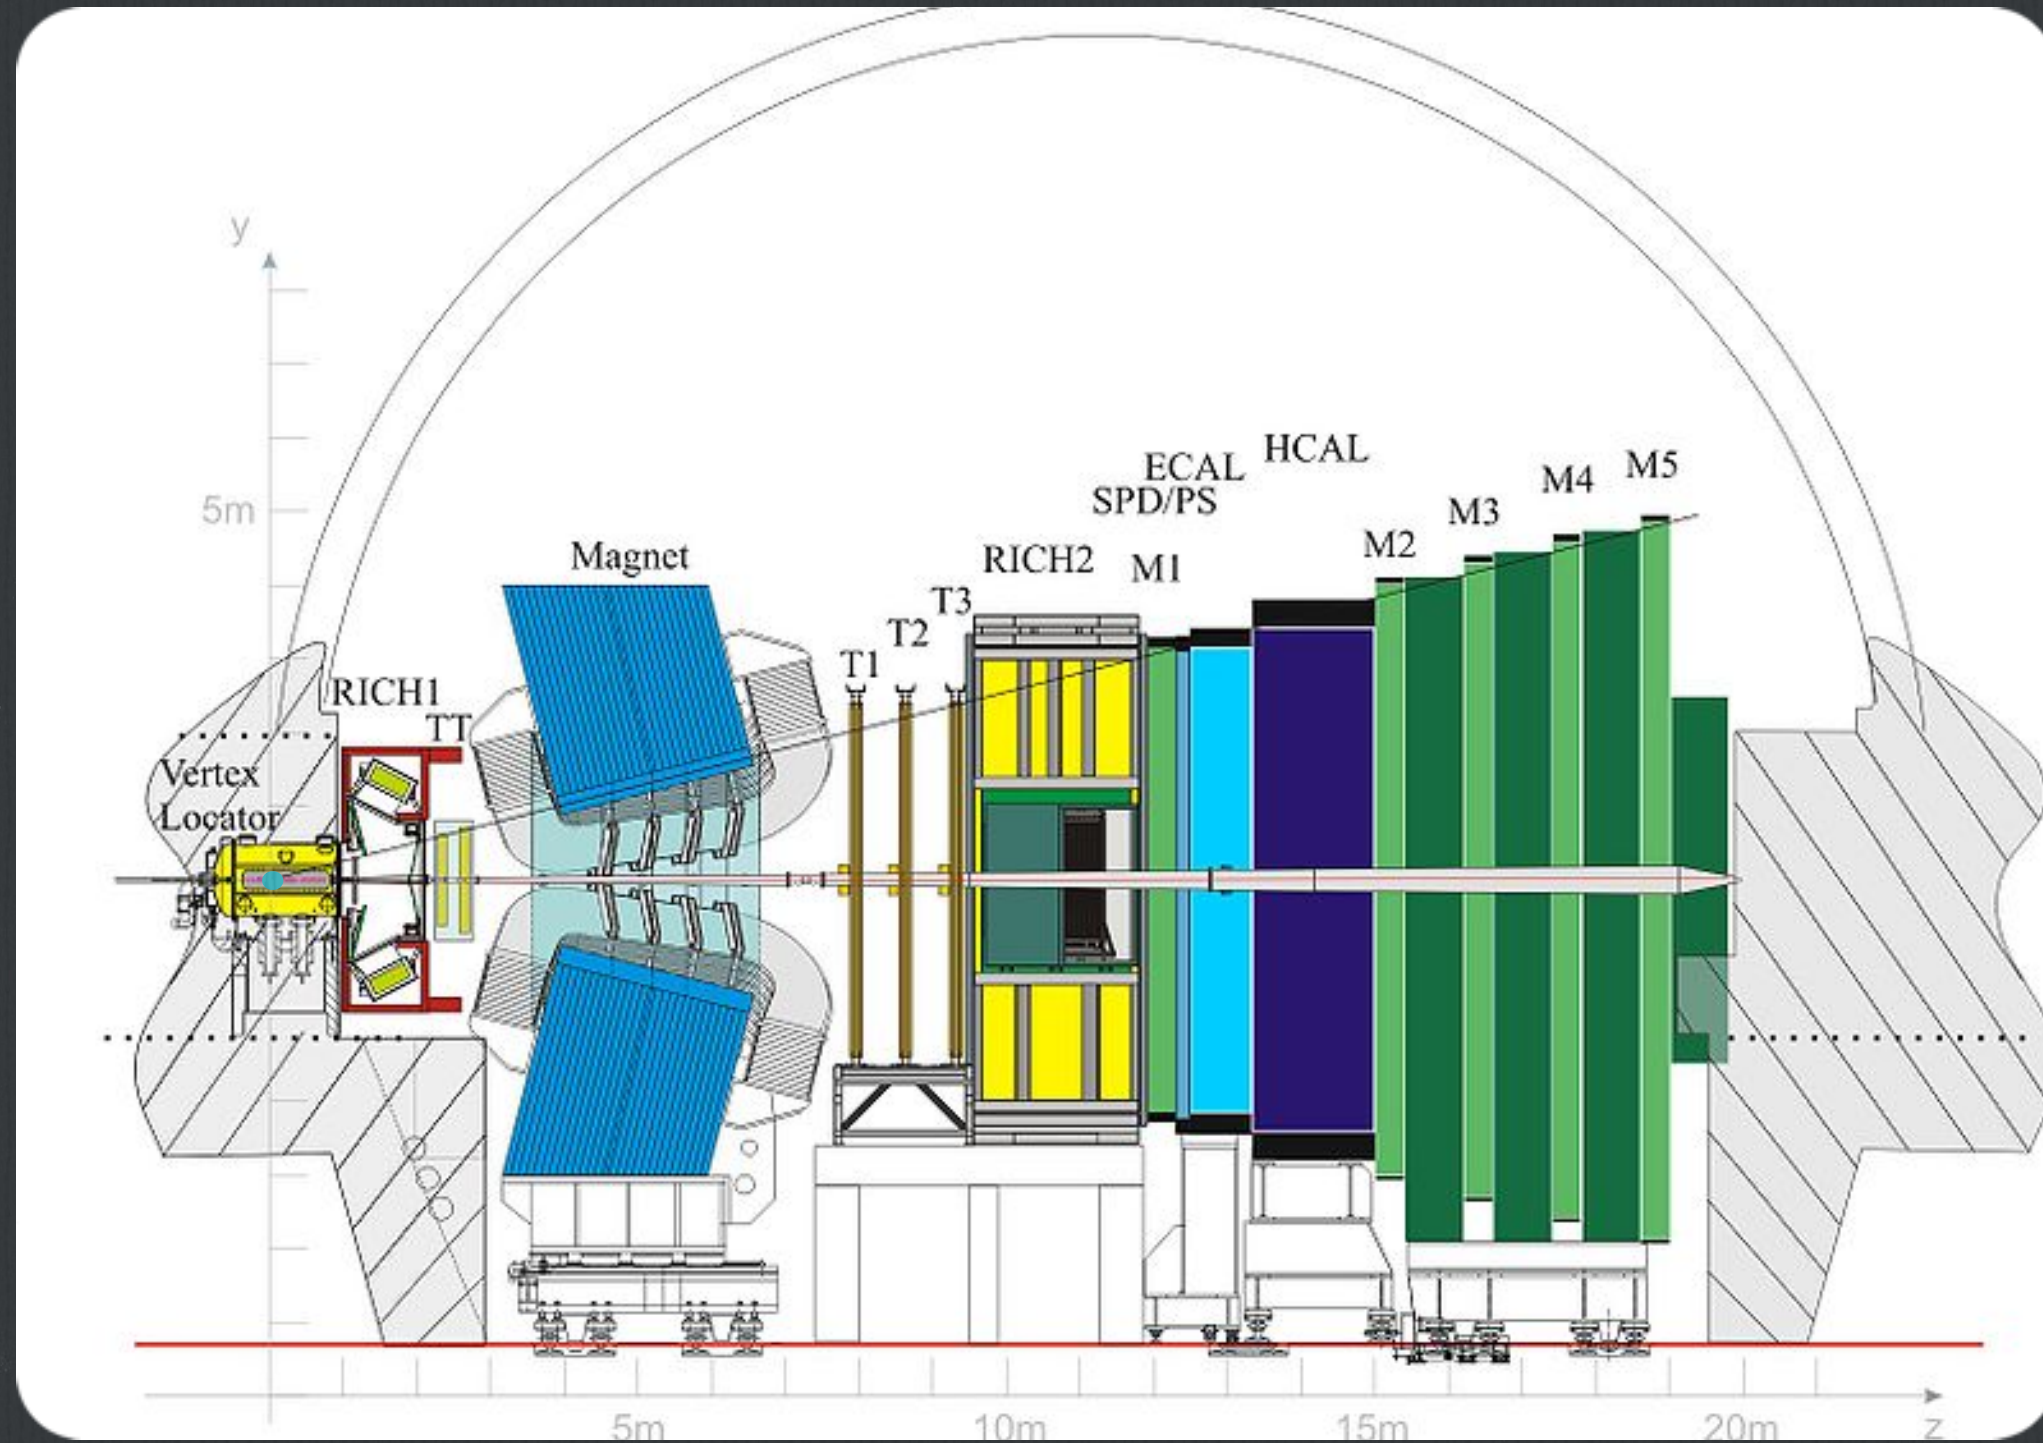 y
5m
HCAL
ECAL
SPD/PS
M5
M4
M3
M2
Magnet
RICH2
M1
T3
T2
T1
RICH1
TT
Vertex
Locator
5m
10m
15m
20m
z